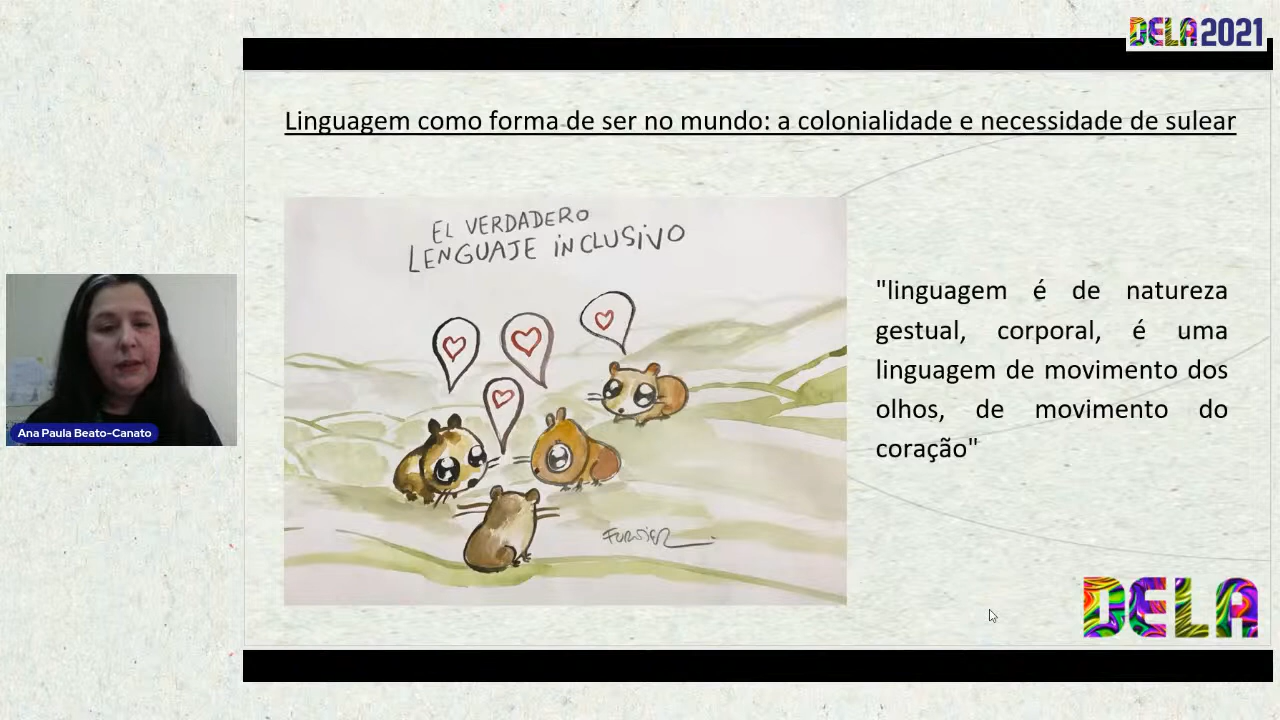 DELA 2021
Linguagem como forma de ser no mundo: a colonialidade e necessidade de sulear
EL VERDADERO
LENGUAJE INCLUSIVO
"linguagem é de natureza
gestual, corporal, é uma
linguagem de movimento dos
olhos, de movimento do
coração"
Ana Paula Beato-Canato
DELA